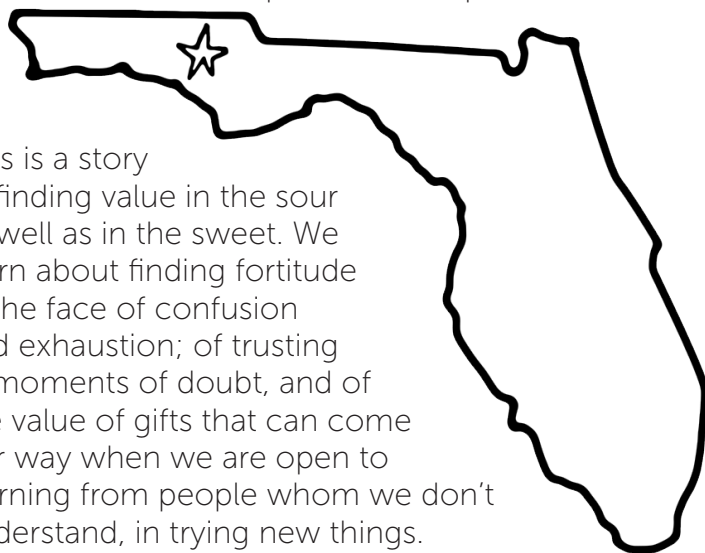 s is a story
finding value in the sour
well as in the sweet. We
rn about finding fortitude
he face of confusion
d exhaustion; of trusting
moments of doubt, and of
e value of gifts that can come
r way when we are open to
rning from people whom we don’t
derstand, in trying new things.